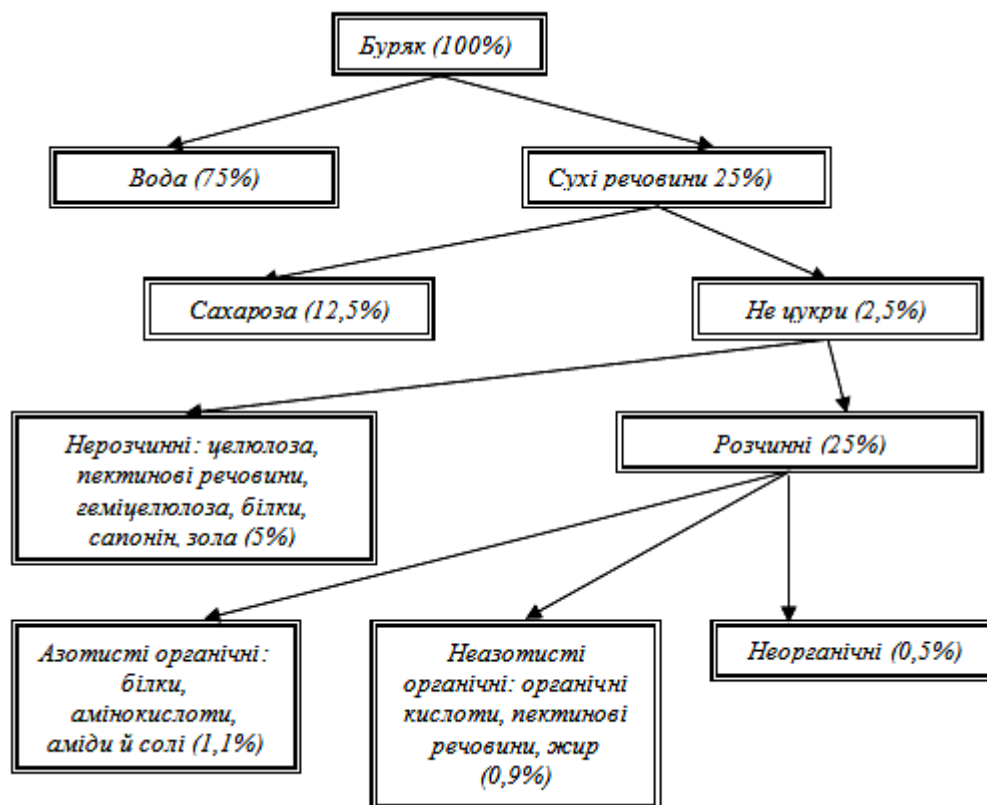 Буряк (100%)
Вода (75%)
Сухі речовини 25%)
Сахароза (12,5%)
Не цукри (2,5%)
Нерозчинні: целюлоза,
пектинові речовини,
геміцелюлоза, білки,
сапонін, зола (5%)
Розчинні (25%)
Азотисті органічні:
білки,
амінокислоти,
аміди й солі (1,1%)
Неазотисті
органічні: органічні
кислоти, пектинові
речовини, жир
(0,9%)
Неорганічні (0,5%)